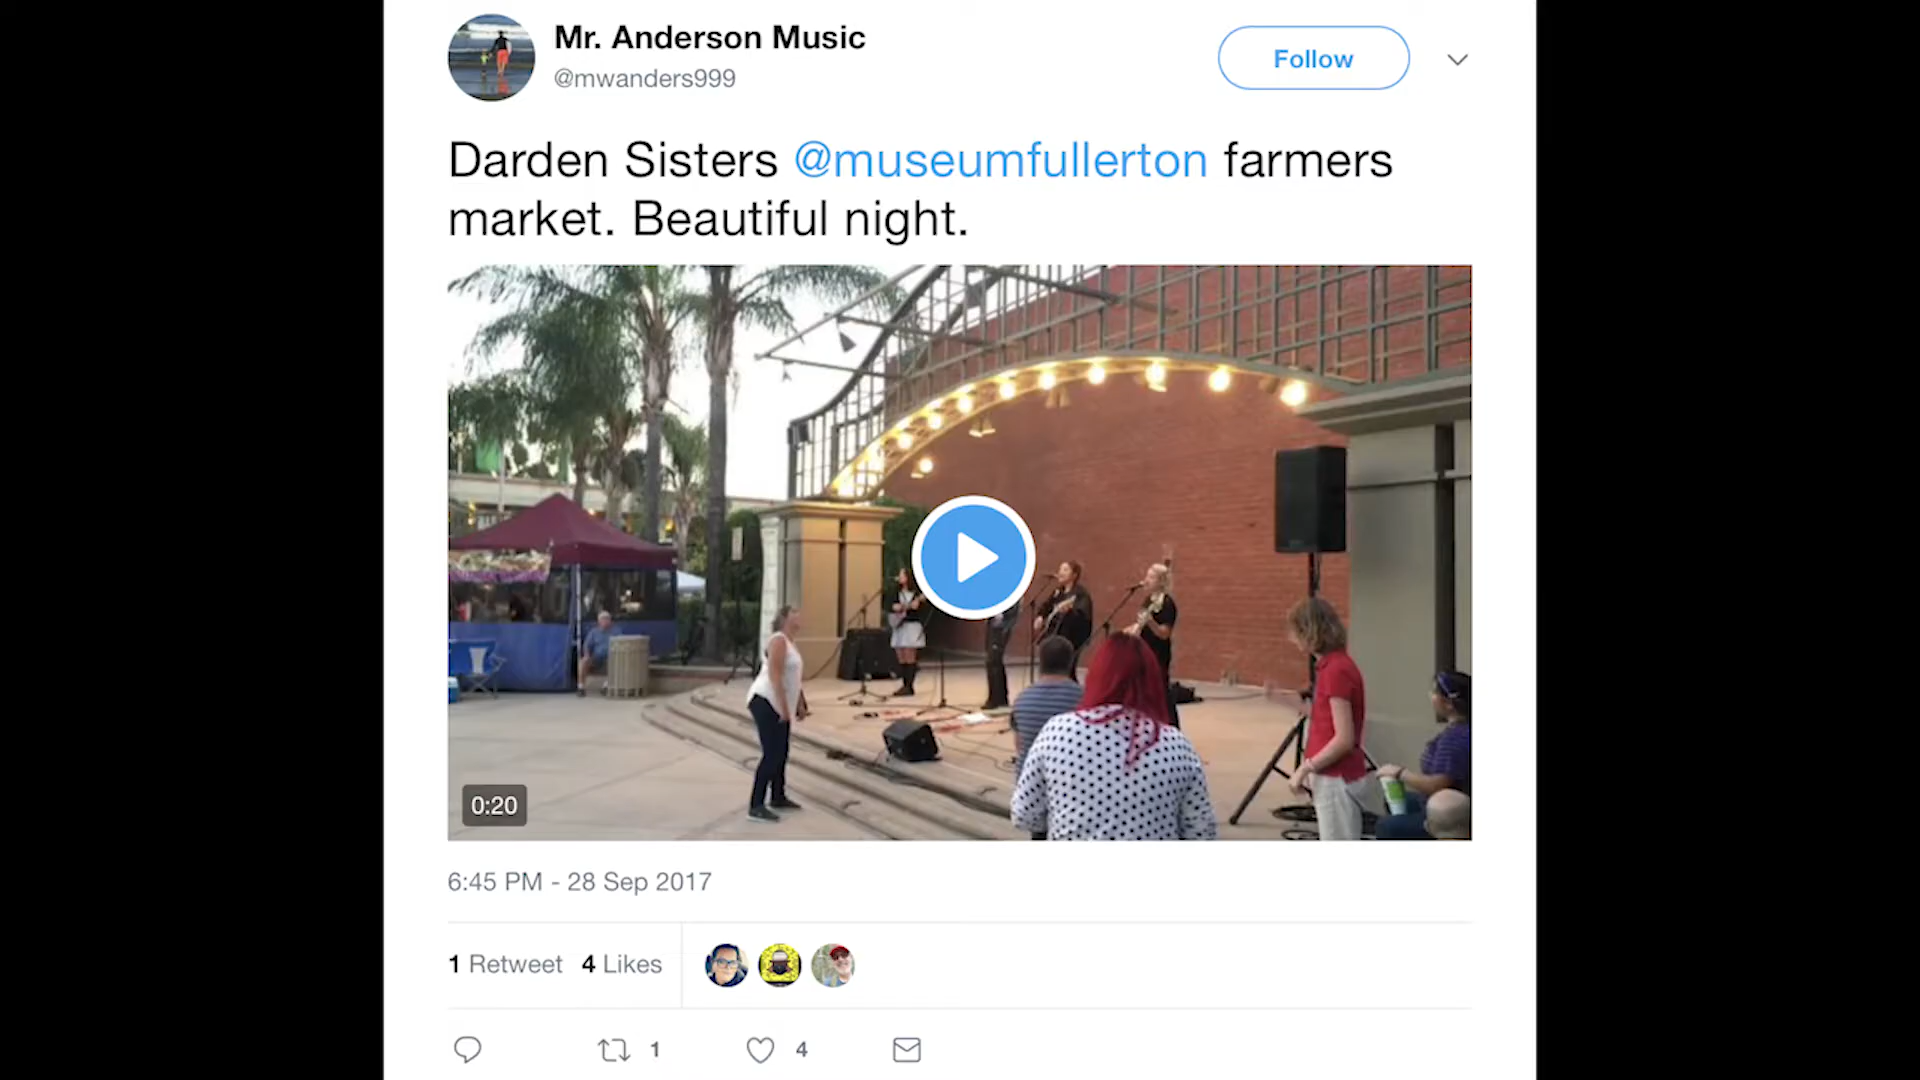 Mr. Anderson Music
@mwanders999
Follow
Darden Sisters @museumfullerton farmers
market. Beautiful night.
0:20
6:45 PM - 28 Sep 2017
1 Retweet 4 Likes
1 4